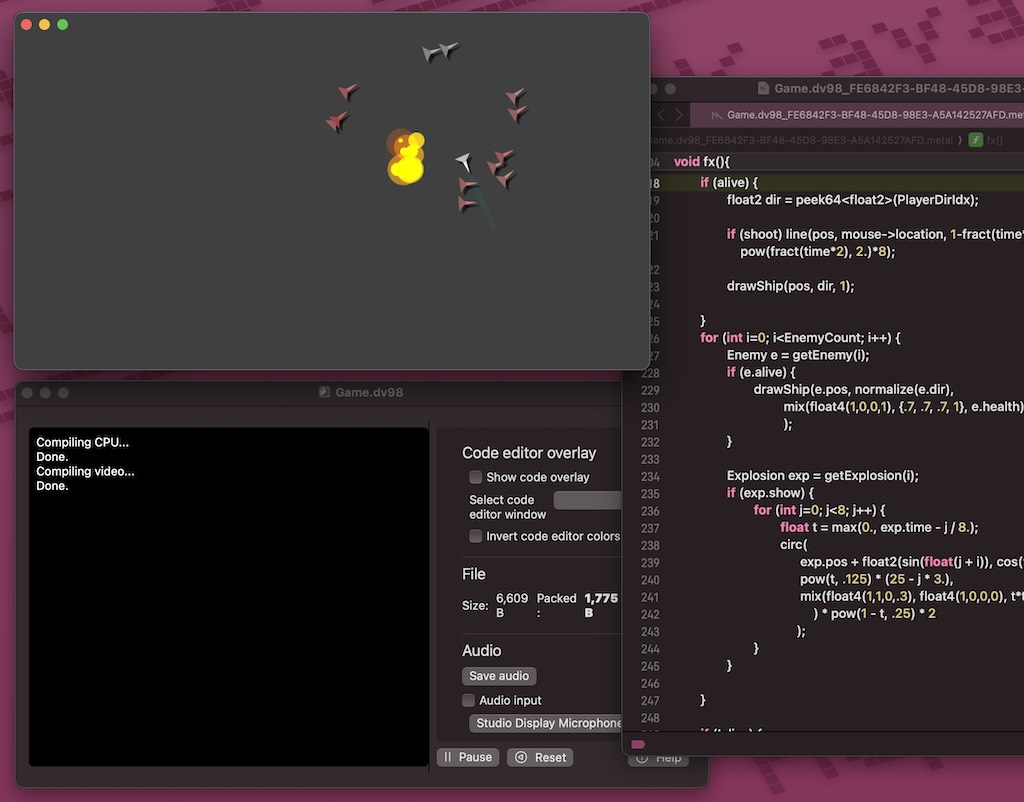 Game.dv98_FE6842F3-BF48-45D8-98E3-
Game.dv98_FE6842F3-BF48-45D8-98E3-A5A142527AFD.me
ame.dv98_FE6842F3-BF48-45D8-98E3-A5A142527AFD.metal 〉 fx()
04 void fx(){
18 if (alive) {
19 float2 dir = peek64<float2>(PlayerDirIdx);
20
21 if (shoot) line(pos, mouse->location, 1-fract(time*
pow(fract(time*2), 2.)*8);
22
23 drawShip(pos, dir, 1);
24
25 }
26 for (int i=0; i<EnemyCount; i++) {
27 Enemy e = getEnemy(i);
228 if (e.alive) {
229 drawShip(e.pos, normalize(e.dir),
230 mix(float4(1,0,0,1), {.7, .7, .7, 1}, e.health)
231 );
232 }
233
234 Explosion exp = getExplosion(i);
235 if (exp.show) {
236 for (int j=0; j<8; j++) {
237 float t = max(0., exp.time - j / 8.);
238 circ(
239 exp.pos + float2(sin(float(j + i)), cos(
240 pow(t, .125) * (25 - j * 3.),
241 mix(float4(1,1,0,.3), float4(1,0,0,0), t*t
242 ) * pow(1 - t, .25) * 2
243 );
244 }
245 }
246
247 }
248
Game.dv98
Compiling CPU...
Done.
Compiling video...
Done.
Code editor overlay
Show code overlay
Select code
editor window
Invert code editor colors
File
Size: 6,609 B Packed: 1,775 B
Audio
Save audio
Audio input
Studio Display Microphone
Pause Reset Help